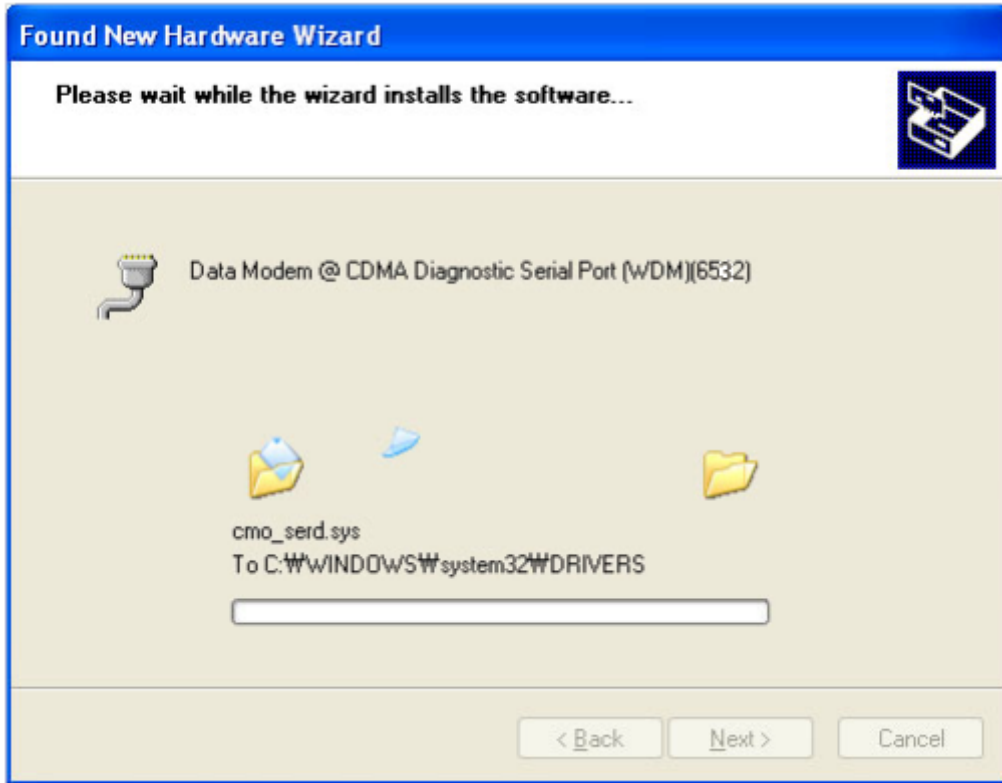 Found New Hardware Wizard
Please wait while the wizard installs the software...
Data Modem @ CDMA Diagnostic Serial Port (WDM)(6532)
cmo_serd.sys
To C:₩WINDOWS₩system32₩DRIVERS
< Back
Next >
Cancel